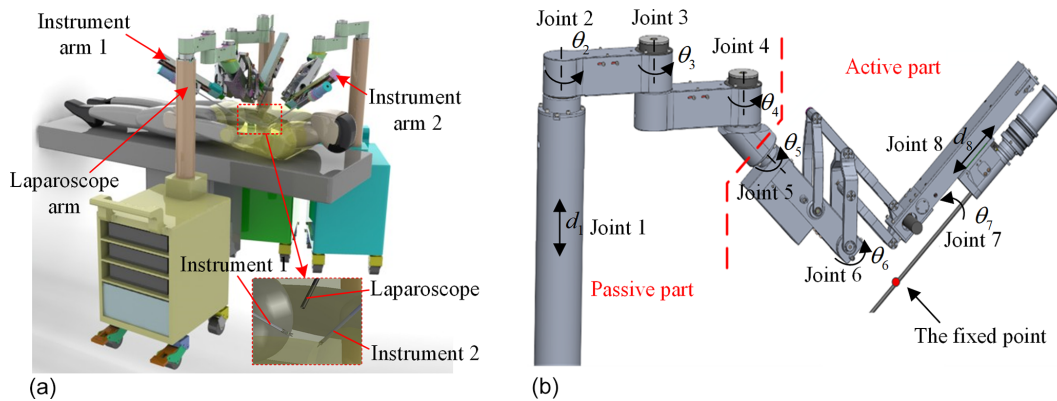 Instrument
arm 1
Instrument
arm 2
Laparoscope
arm
Instrument 1
Laparoscope
Instrument 2
(a)
Joint 2
Joint 3
Joint 4
θ2
θ3
θ4
Active part
θ5
Joint 5
Joint 8
d8
d1
Joint 1
θ7
Joint 7
θ6
Joint 6
Passive part
The fixed point
(b)